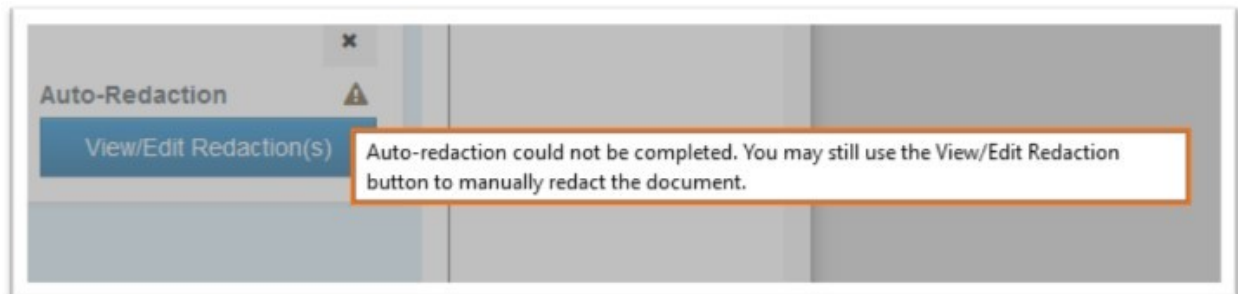 Auto-Redaction
View/Edit Redaction(s)
Auto-redaction could not be completed. You may still use the View/Edit Redaction
button to manually redact the document.